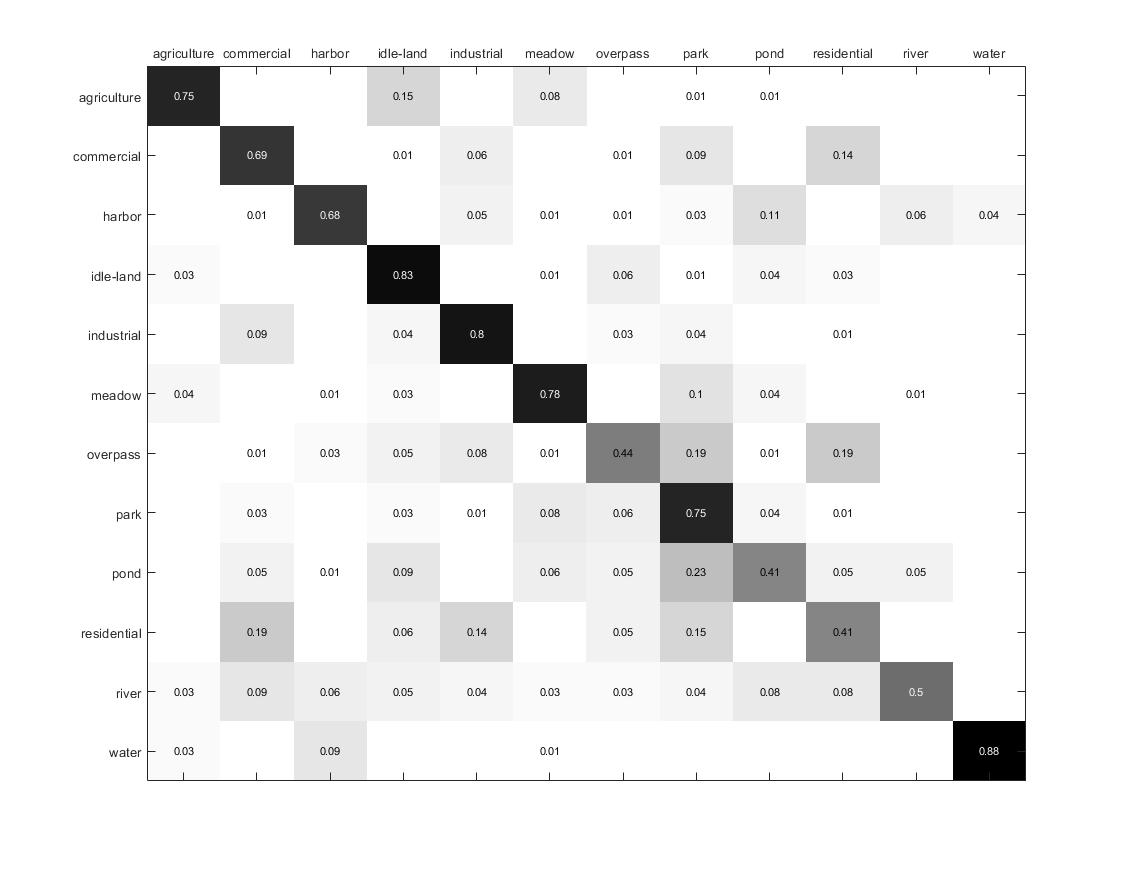 agriculture commercial harbor idle-land industrial meadow overpass park pond residential river water
agriculture 0.75 0.15 0.08 0.01 0.01
commercial 0.69 0.01 0.06 0.01 0.09 0.14
harbor 0.01 0.68 0.05 0.01 0.01 0.03 0.11 0.06 0.04
idle-land 0.03 0.83 0.01 0.06 0.01 0.04 0.03
industrial 0.09 0.04 0.8 0.03 0.04 0.01
meadow 0.04 0.01 0.03 0.78 0.1 0.04 0.01
overpass 0.01 0.03 0.05 0.08 0.01 0.44 0.19 0.01 0.19
park 0.03 0.03 0.01 0.08 0.06 0.75 0.04 0.01
pond 0.05 0.01 0.09 0.06 0.05 0.23 0.41 0.05 0.05
residential 0.19 0.06 0.14 0.05 0.15 0.41
river 0.03 0.09 0.06 0.05 0.04 0.03 0.03 0.04 0.08 0.08 0.5
water 0.03 0.09 0.01 0.88